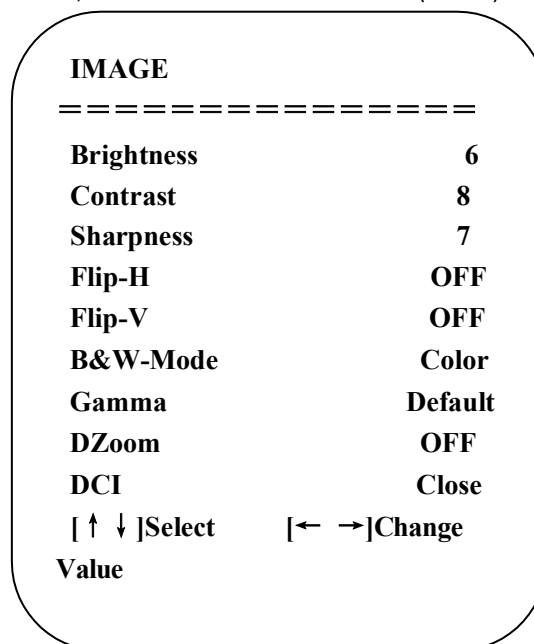 IMAGE
===============
Brightness 6
Contrast 8
Sharpness 7
Flip-H OFF
Flip-V OFF
B&W-Mode Color
Gamma Default
DZoom OFF
DCI Close
[ ↑ ↓ ]Select [← →]Change
Value